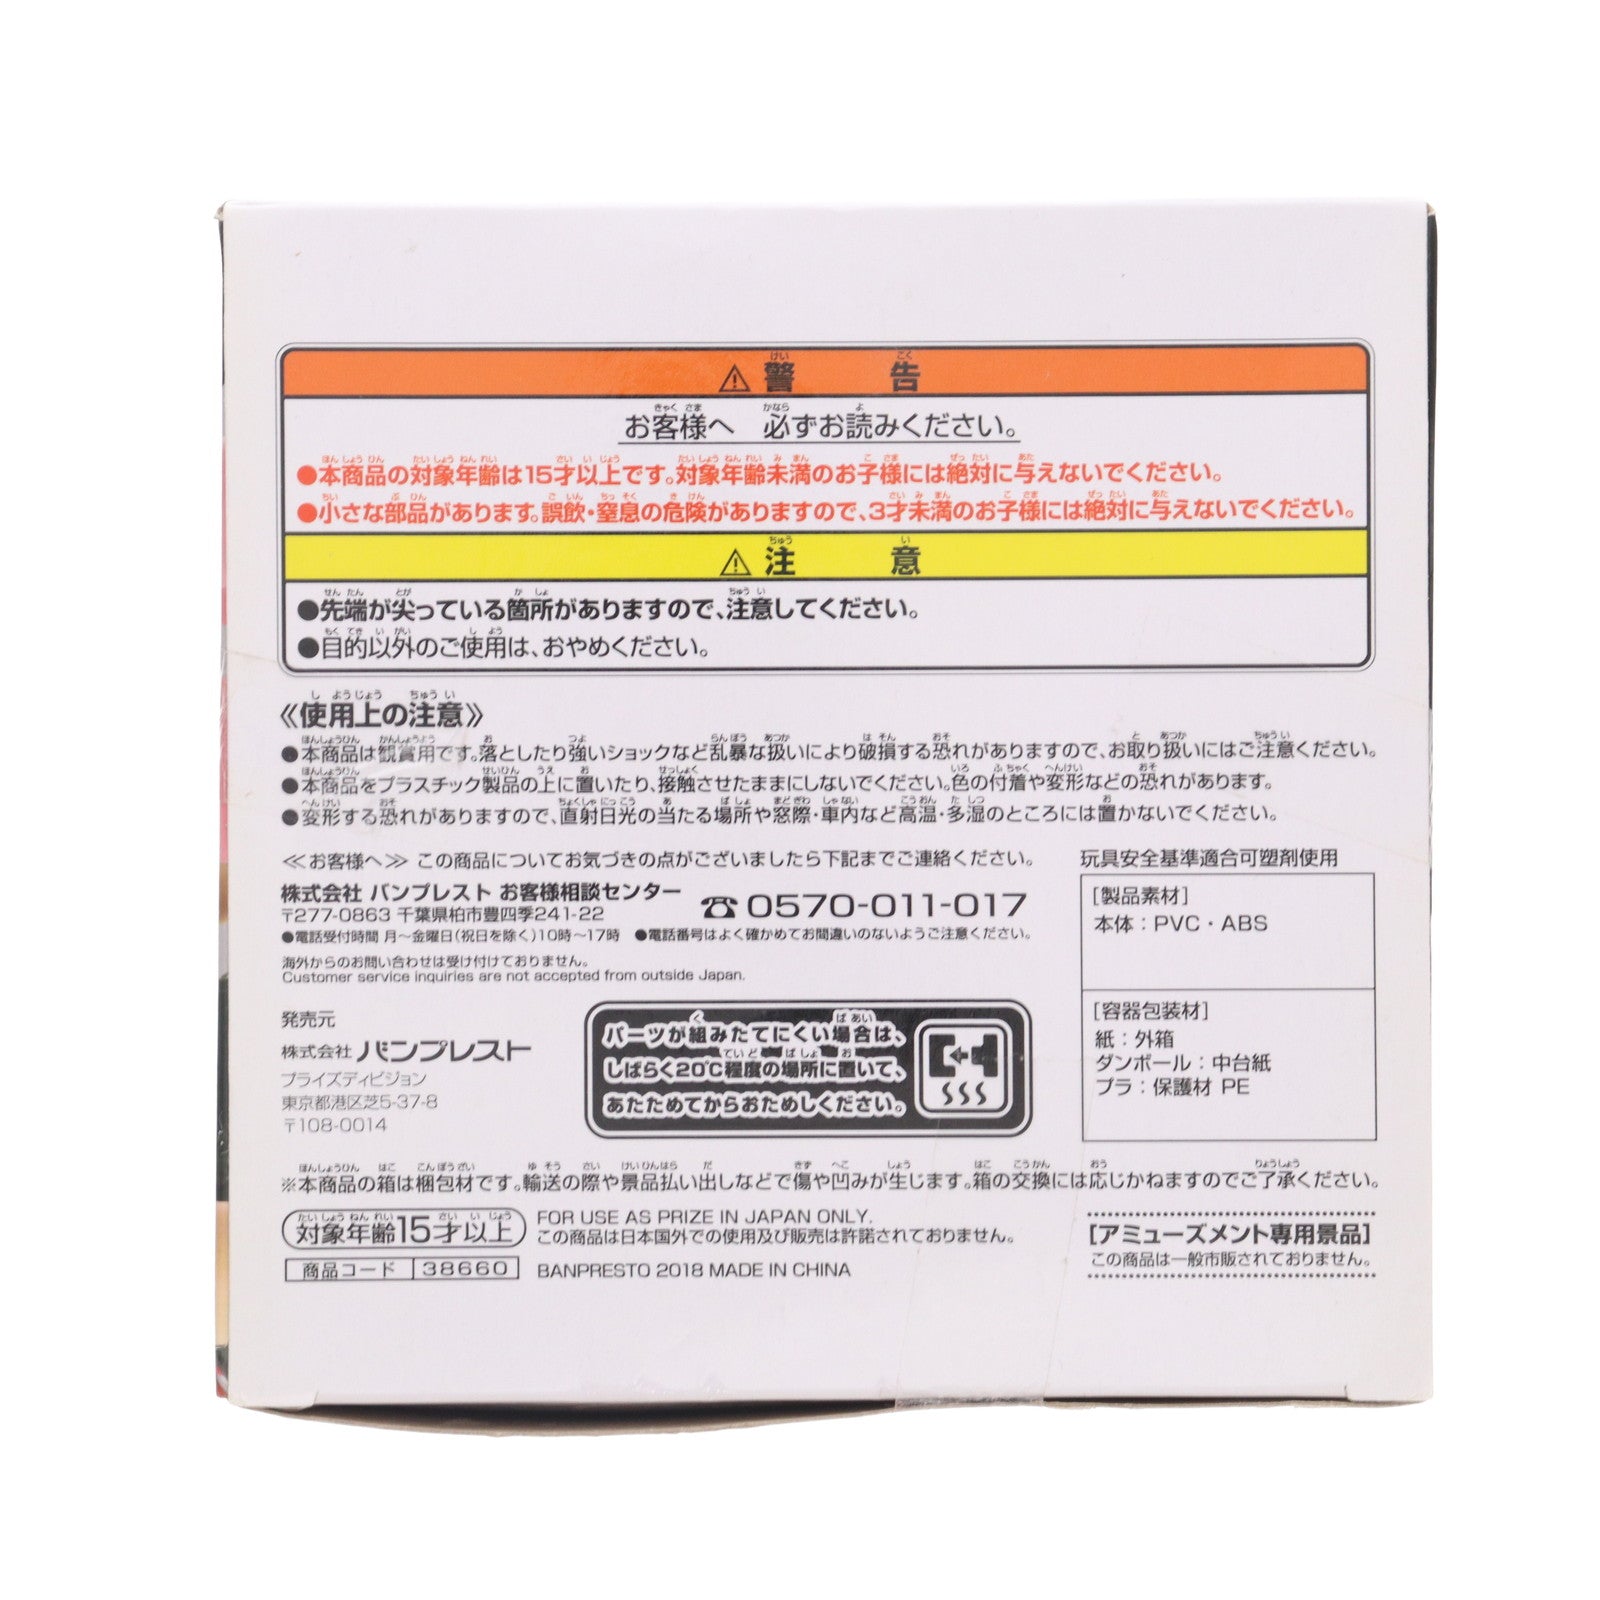 ⚠警告
お客様へ 必ずお読みください。
●本商品の対象年齢は15才以上です。対象年齢未満のお子様には絶対に与えないでください。
●小さな部品があります。誤飲・窒息の危険がありますので、3才未満のお子様には絶対に与えないでください。
⚠注意
●先端が尖っている箇所がありますので、注意してください。
●目的以外のご使用は、おやめください。
《使用上の注意》
●本商品は観賞用です。落としたり強いショックなど乱暴な扱いにより破損する恐れがありますので、お取り扱いにはご注意ください。
●本商品をプラスチック製品の上に置いたり、接触させたままにしないでください。色の付着や変形などの恐れがあります。
●変形する恐れがありますので、直射日光の当たる場所や窓際・車内など高温・多湿のところには置かないでください。
≪お客様へ≫ この商品についてお気づきの点がございましたら下記までご連絡ください。
株式会社 バンプレスト お客様相談センター
〒277-0863 千葉県柏市豊四季241-22
☎0570-011-017
●電話受付時間 月～金曜日(祝日を除く)10時～17時 ●電話番号はよく確かめてお間違いのないようご注意ください。
海外からのお問い合わせは受け付けておりません。
Customer service inquiries are not accepted from outside Japan.
玩具安全基準適合可塑剤使用
[製品素材]
本体：PVC・ABS
[容器包装材]
紙：外箱
ダンボール：中台紙
プラ：保護材 PE
発売元
株式会社 バンプレスト
プライズディビジョン
東京都港区芝5-37-8
〒108-0014
パーツが組みたてにくい場合は、
しばらく20℃程度の場所に置いて、
あたためてからおためしください。
※本商品の箱は梱包材です。輸送の際や景品払い出しなどで傷や凹みが生じます。箱の交換には応じかねますのでご了承ください。
対象年齢15才以上
FOR USE AS PRIZE IN JAPAN ONLY.
この商品は日本国外での使用及び販売は許諾されておりません。
商品コード 38660
BANPRESTO 2018 MADE IN CHINA
[アミューズメント専用景品]
この商品は一般市販されておりません。